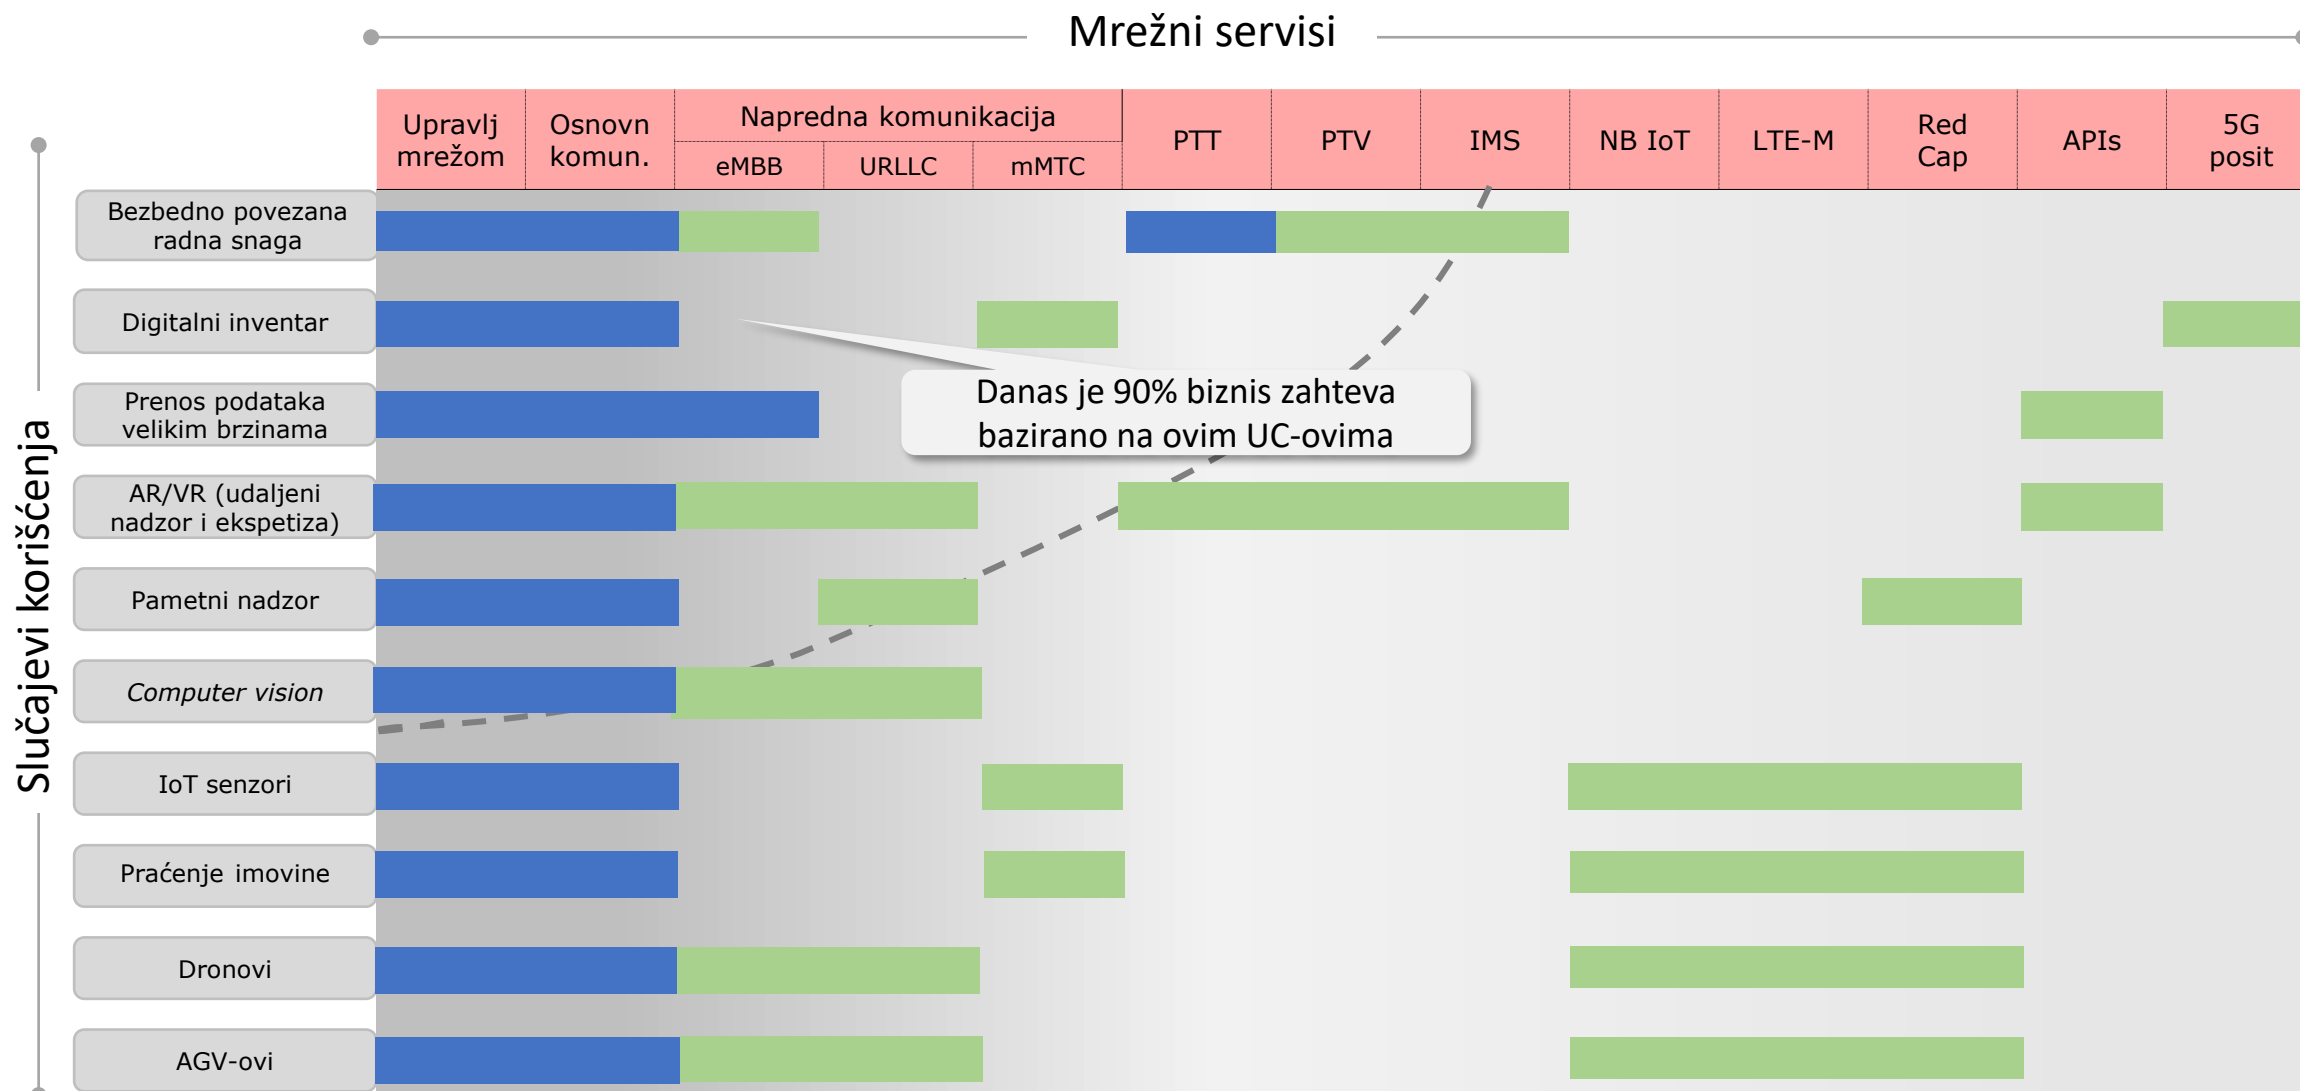 Mrežni servisi
Upravlj
mrežom
Osnovn
komun.
Napredna komunikacija
eMBB
URLLC
mMTC
PTT
PTV
IMS
NB IoT
LTE-M
Red
Cap
APIs
5G
posit
Slučajevi korišćenja
Bezbedno povezana
radna snaga
Digitalni inventar
Prenos podataka
velikim brzinama
Danas je 90% biznis zahteva
bazirano na ovim UC-ovima
AR/VR (udaljeni
nadzor i ekspetiza)
Pametni nadzor
Computer vision
IoT senzori
Praćenje imovine
Dronovi
AGV-ovi